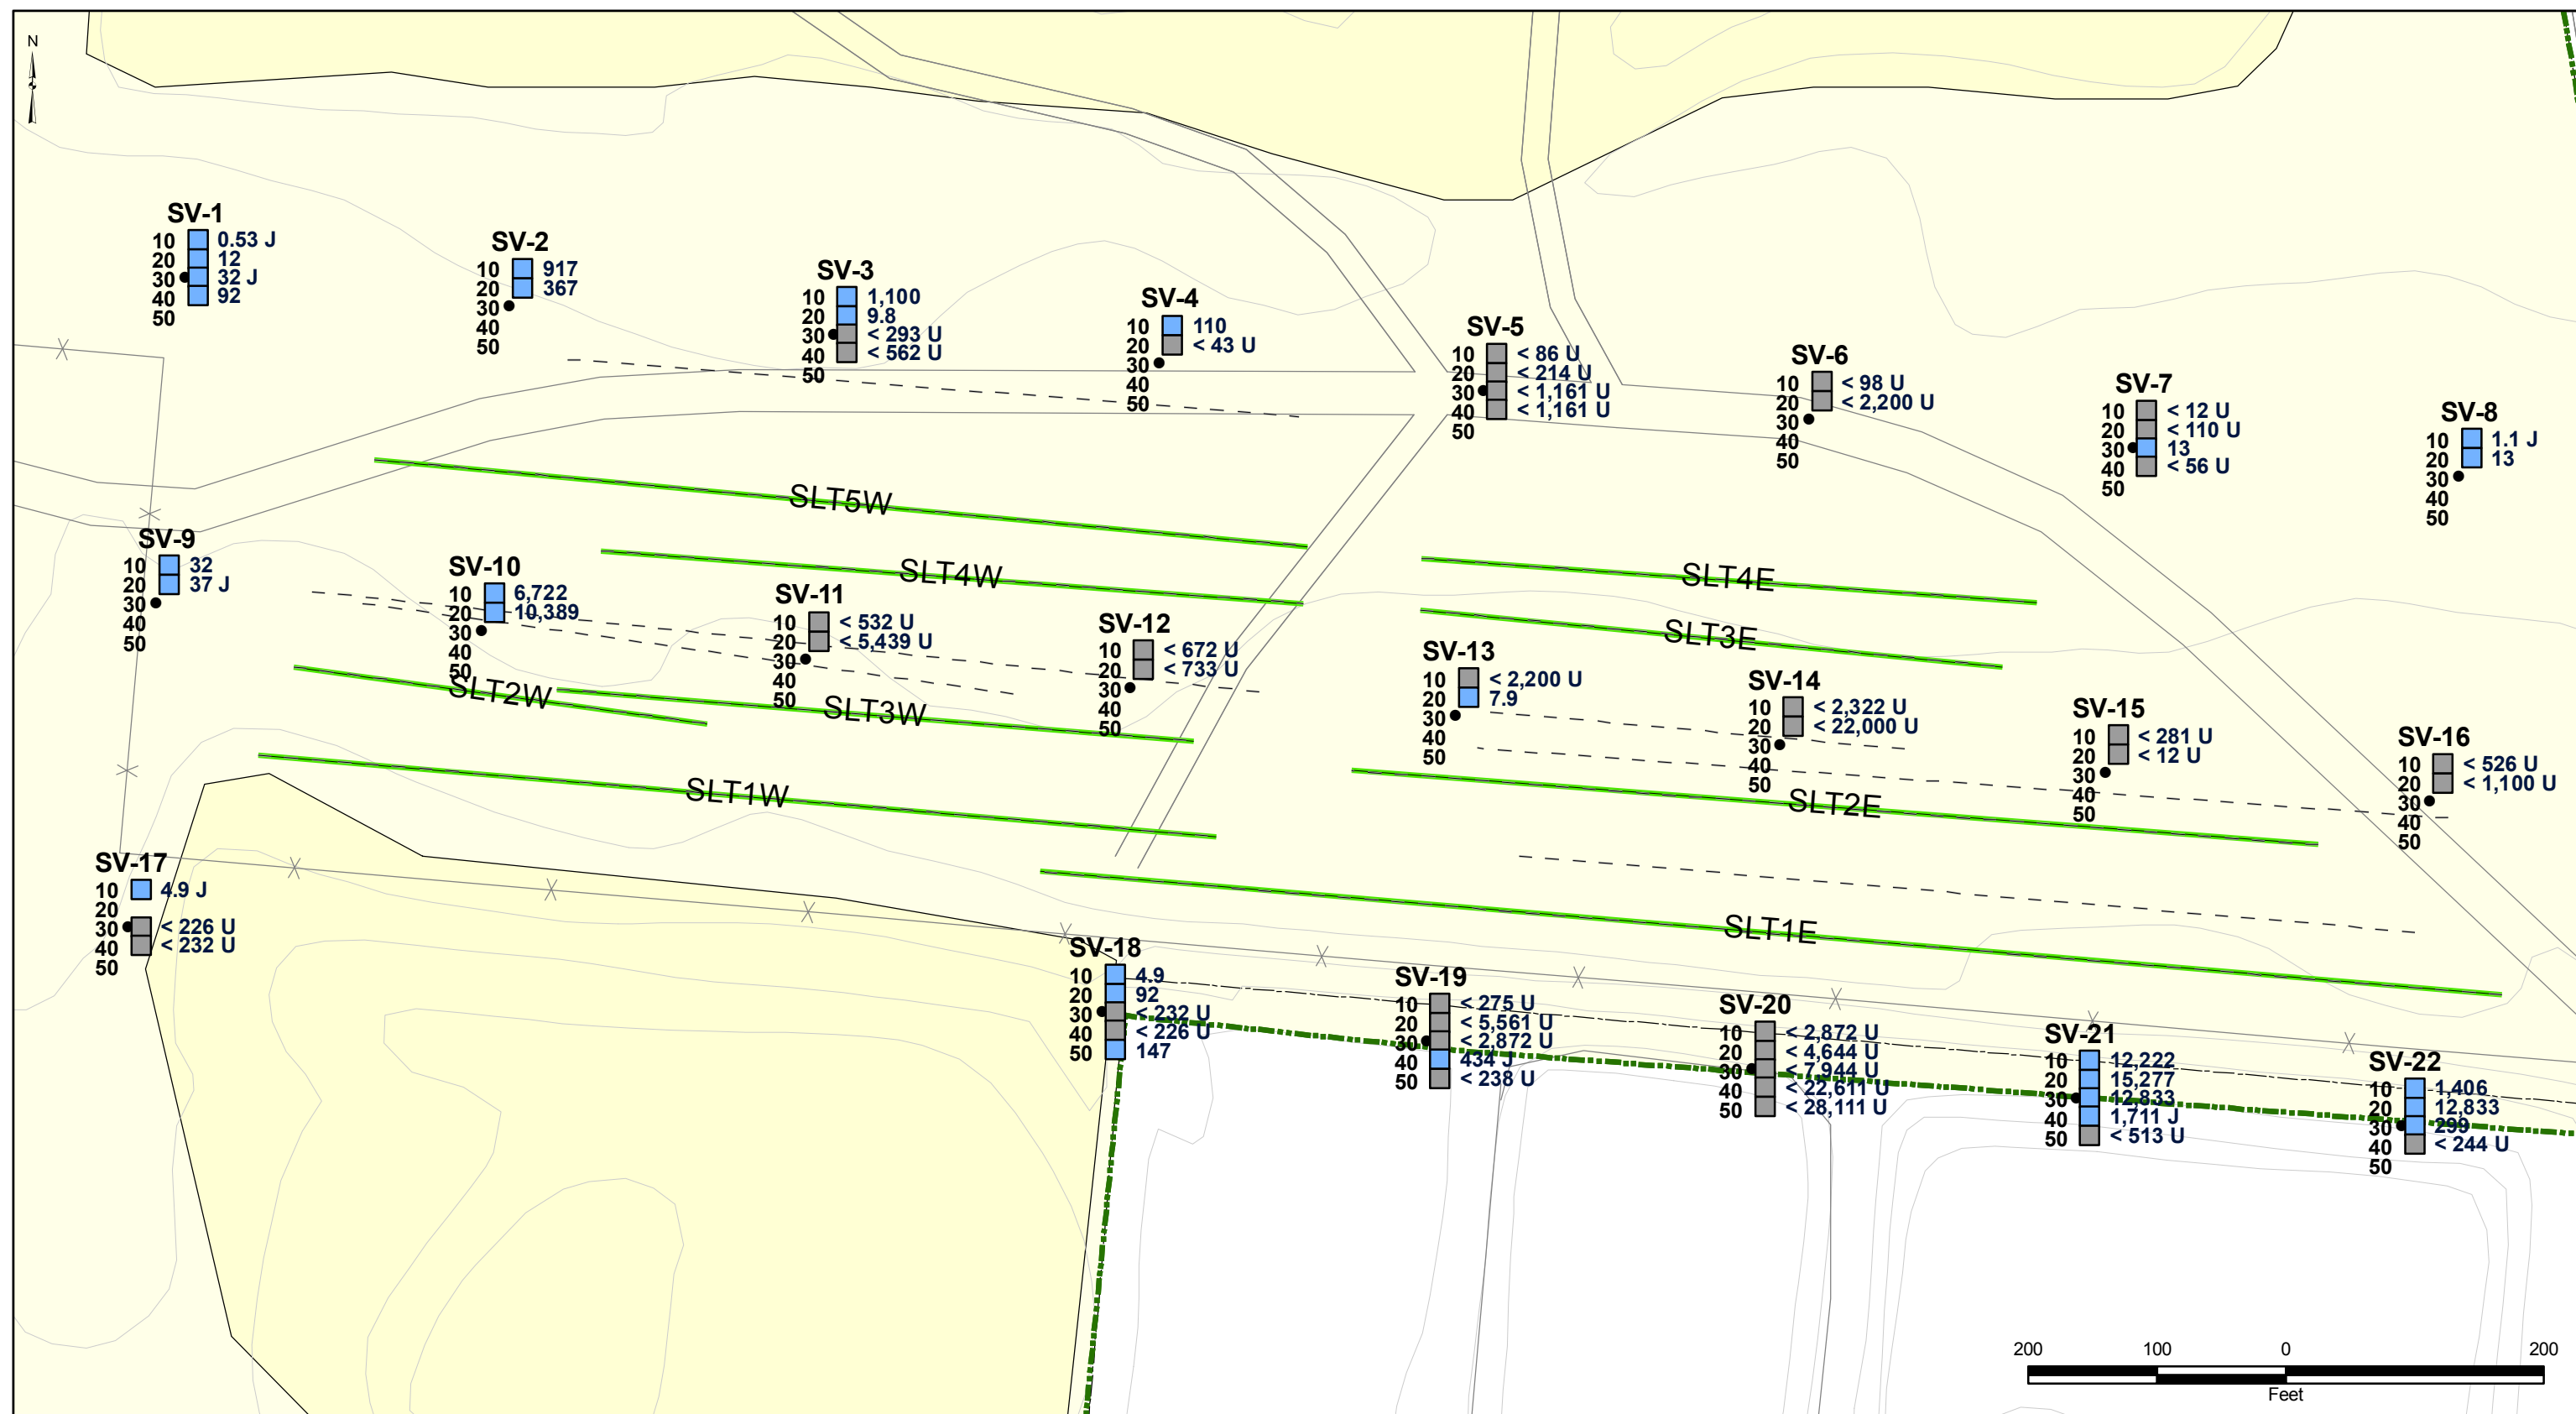 N
SV-1
10 0.53 J
20 12
30 32 J
40 92
50
SV-2
10 917
20 367
30
40
50
SV-3
10 1,100
20 9.8
30 < 293 U
40 < 562 U
50
SV-4
10 110
20 < 43 U
30
40
50
SV-5
10 < 86 U
20 < 214 U
30 < 1,161 U
40 < 1,161 U
50
SV-6
10 < 98 U
20 < 2,200 U
30
40
50
SV-7
10 < 12 U
20 < 110 U
30 13
40 < 56 U
50
SV-8
10 1.1 J
20 13
30
40
50
SLT5W
SLT4W
SLT4E
SLT3E
SV-9
10 32
20 37 J
30
40
50
SV-10
10 6,722
20 10,389
30
40
50
SV-11
10 < 532 U
20 < 5,439 U
30
40
50
SV-12
10 < 672 U
20 < 733 U
30
40
50
SV-13
10 < 2,200 U
20 7.9
30
40
50
SV-14
10 < 2,322 U
20 < 22,000 U
30
40
50
SV-15
10 < 281 U
20 < 12 U
30
40
50
SV-16
10 < 526 U
20 < 1,100 U
30
40
50
SLT2W
SLT3W
SLT1W
SLT2E
SLT1E
SV-17
10 4.9 J
20
30 < 226 U
40 < 232 U
50
SV-18
10 4.9
20 92
30 < 232 U
40 < 226 U
50 147
SV-19
10 < 275 U
20 < 5,561 U
30 < 2,872 U
40 434 J
50 < 238 U
SV-20
10 < 2,872 U
20 < 4,644 U
30 < 7,944 U
40 < 22,611 U
50 < 28,111 U
SV-21
10 12,222
20 15,277
30 12,833
40 1,711 J
50 < 513 U
SV-22
10 1,406
20 12,833
30 299
40 < 244 U
50
200 100 0 200
Feet